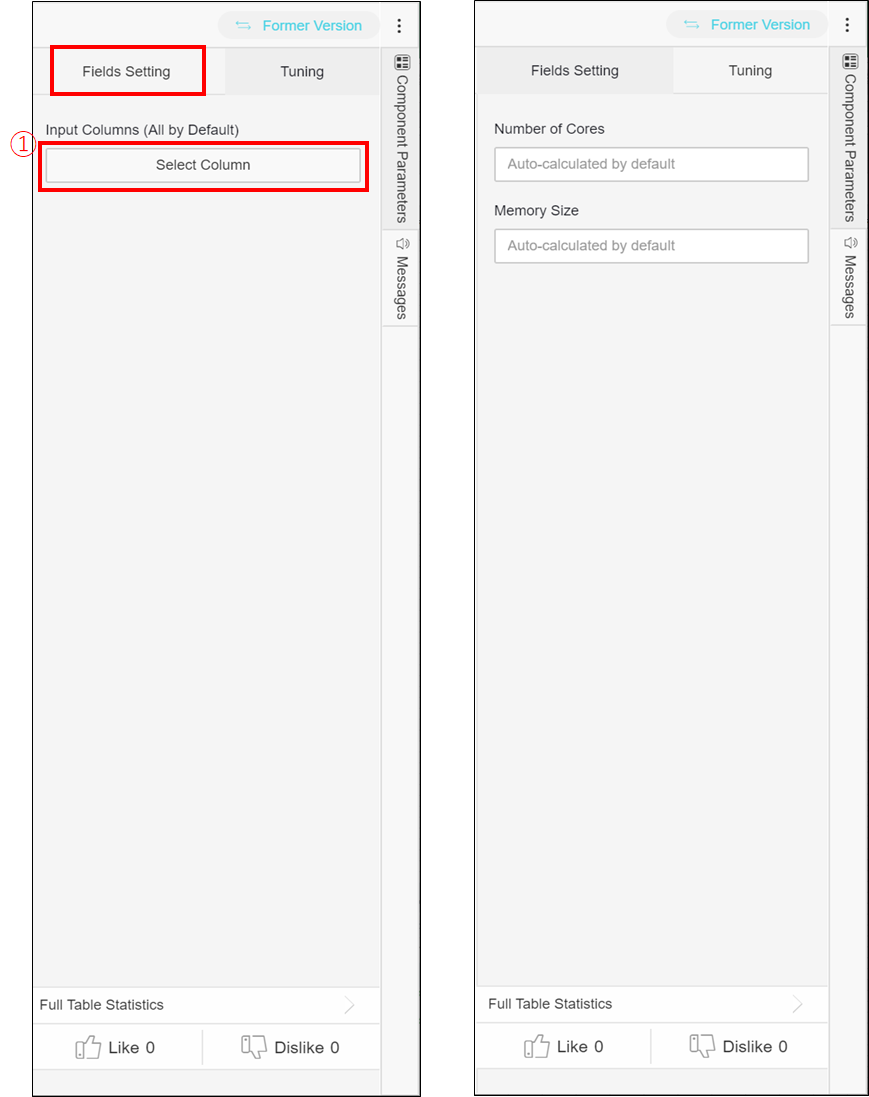 Former Version
Fields Setting
Tuning
Input Columns (All by Default)
①
Select Column
Component Parameters
Messages
Full Table Statistics
Like 0
Dislike 0
Former Version
Fields Setting
Tuning
Number of Cores
Auto-calculated by default
Memory Size
Auto-calculated by default
Component Parameters
Messages
Full Table Statistics
Like 0
Dislike 0